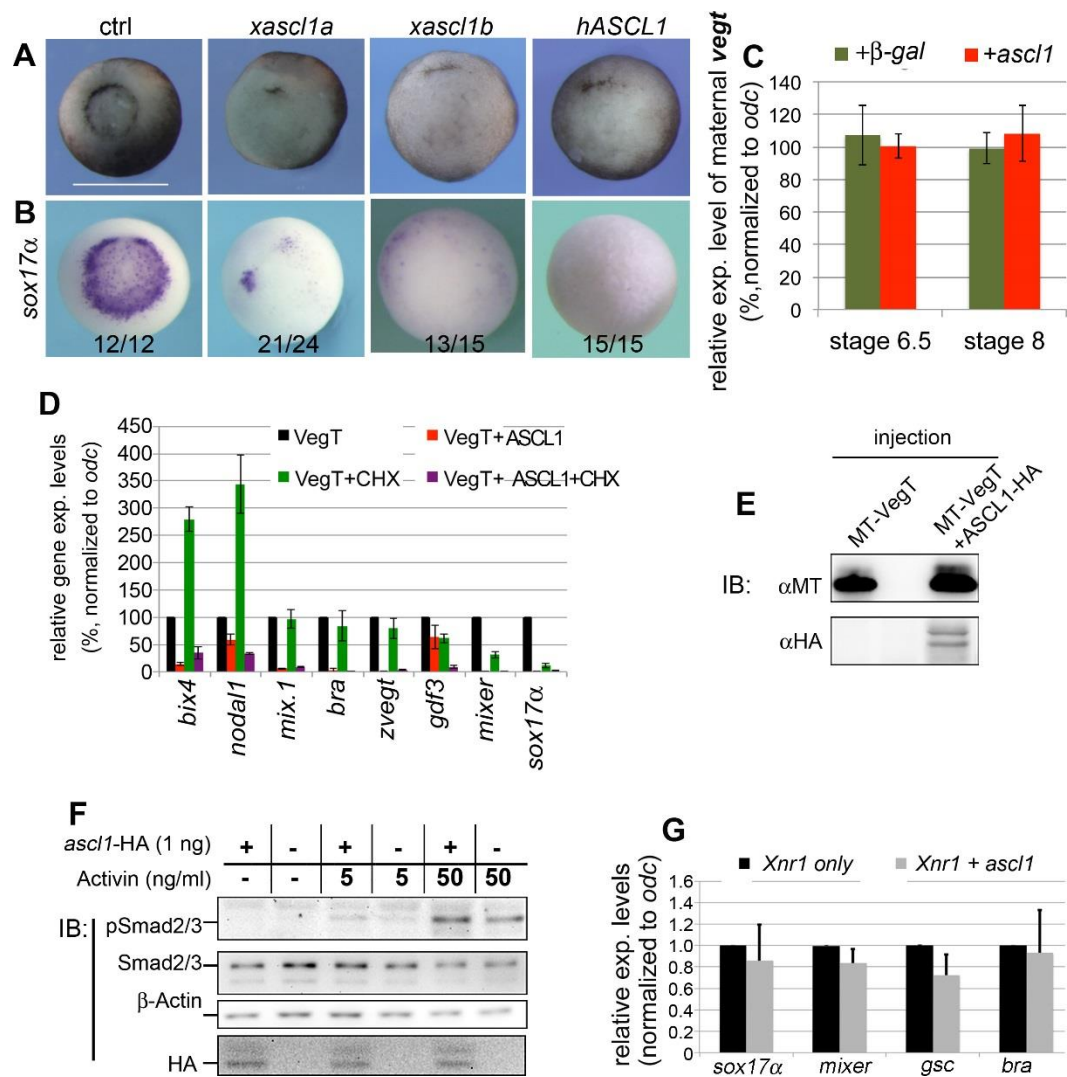 ctrl xascl1a xascl1b hASCL1
A
B
sox17α
12/12 21/24 13/15 15/15
C
+β-gal +ascl1
relative exp. level of maternal vegt
(%,normalized to odc)
140
120
100
80
60
40
20
0
stage 6.5 stage 8
D
relative gene exp. levels
(%, normalized to odc)
450
400
350
300
250
200
150
100
50
0
VegT VegT+ASCL1
VegT+CHX VegT+ ASCL1+CHX
bix4 nodal1 mix.1 bra zvegt gdf3 mixer sox17α
E
injection
MT-VegT
MT-VegT
+ASCL1-HA
IB: αMT
αHA
F
ascl1-HA (1 ng) + - + - + -
Activin (ng/ml) - - 5 5 50 50
IB:
pSmad2/3
Smad2/3
β-Actin
HA
G
Xnr1 only Xnr1 + ascl1
relative exp. levels
(normalized to odc)
1.6
1.4
1.2
1.0
0.8
0.6
0.4
0.2
0
sox17α mixer gsc bra